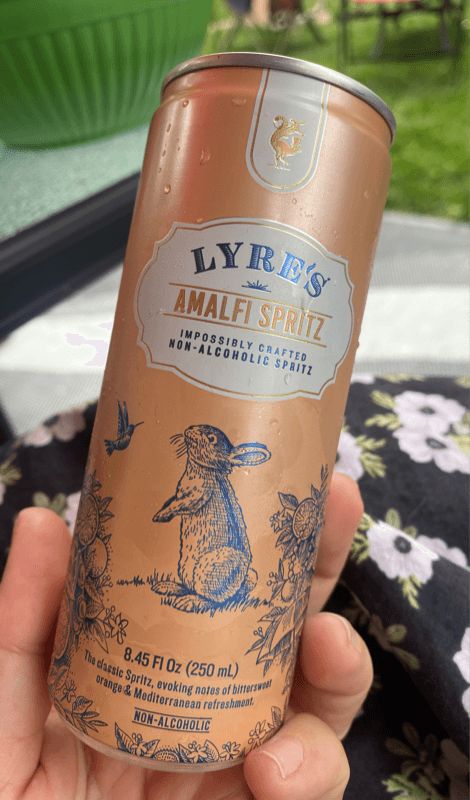 LYRE'S
AMALFI SPRITZ
IMPOSSIBLY CRAFTED
NON-ALCOHOLIC SPRITZ
8.45 Fl Oz (250 mL)
The classic Spritz, evoking notes of bittersweet
orange & Mediterranean refreshment.
NON-ALCOHOLIC